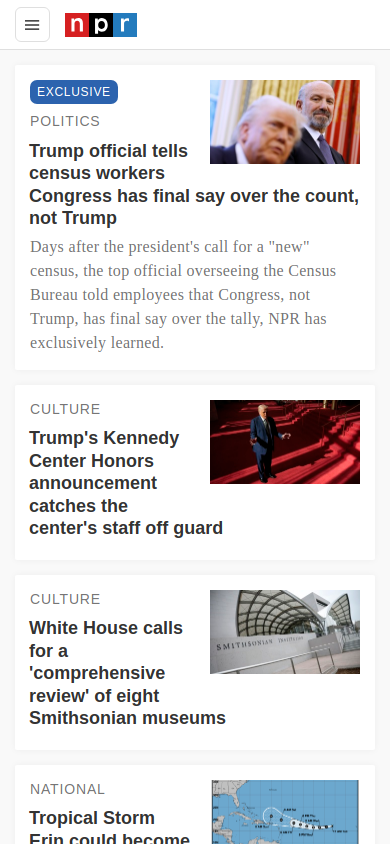 npr
EXCLUSIVE
POLITICS
Trump official tells
census workers
Congress has final say over the count,
not Trump
Days after the president's call for a "new"
census, the top official overseeing the Census
Bureau told employees that Congress, not
Trump, has final say over the tally, NPR has
exclusively learned.
CULTURE
Trump's Kennedy
Center Honors
announcement
catches the
center's staff off guard
CULTURE
White House calls
for a
'comprehensive
review' of eight
Smithsonian museums
SMITHSONIAN
NATIONAL
Tropical Storm
Erin could become